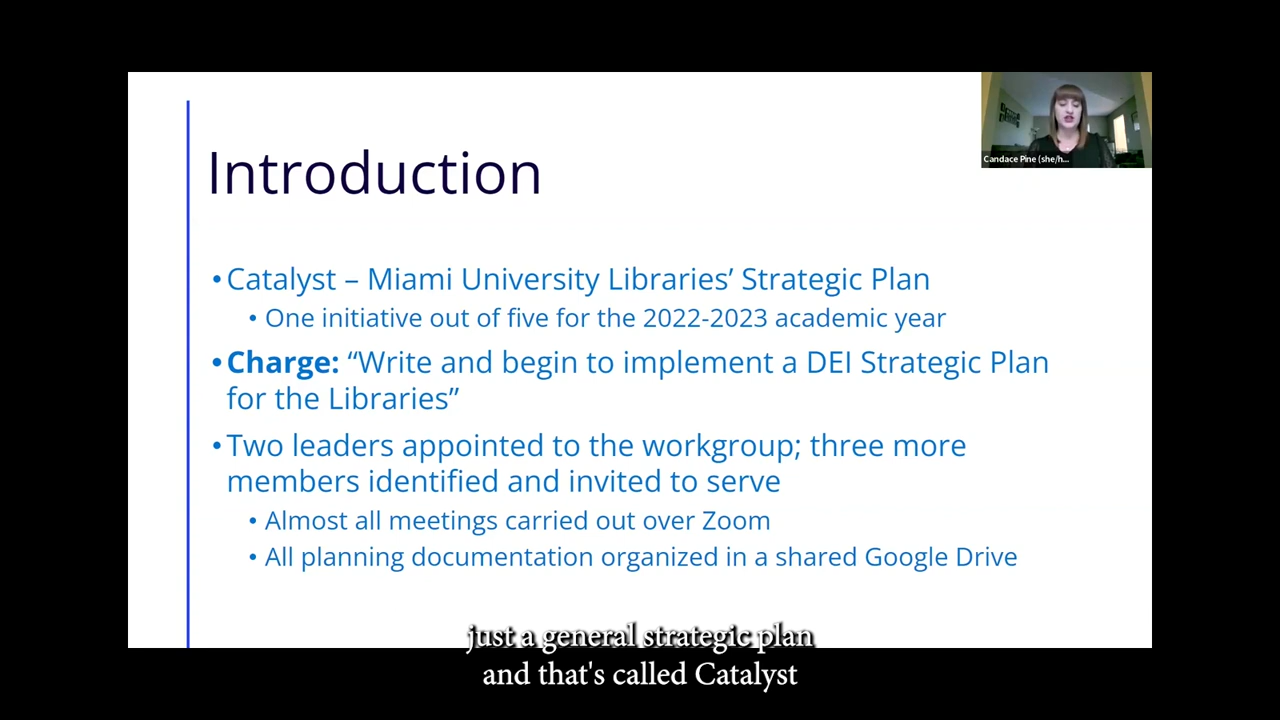 Candace Pine (she/h...
Introduction
• Catalyst – Miami University Libraries’ Strategic Plan
• One initiative out of five for the 2022-2023 academic year
• Charge: “Write and begin to implement a DEI Strategic Plan
for the Libraries”
• Two leaders appointed to the workgroup; three more
members identified and invited to serve
• Almost all meetings carried out over Zoom
• All planning documentation organized in a shared Google Drive
just a general strategic plan
and that's called Catalyst